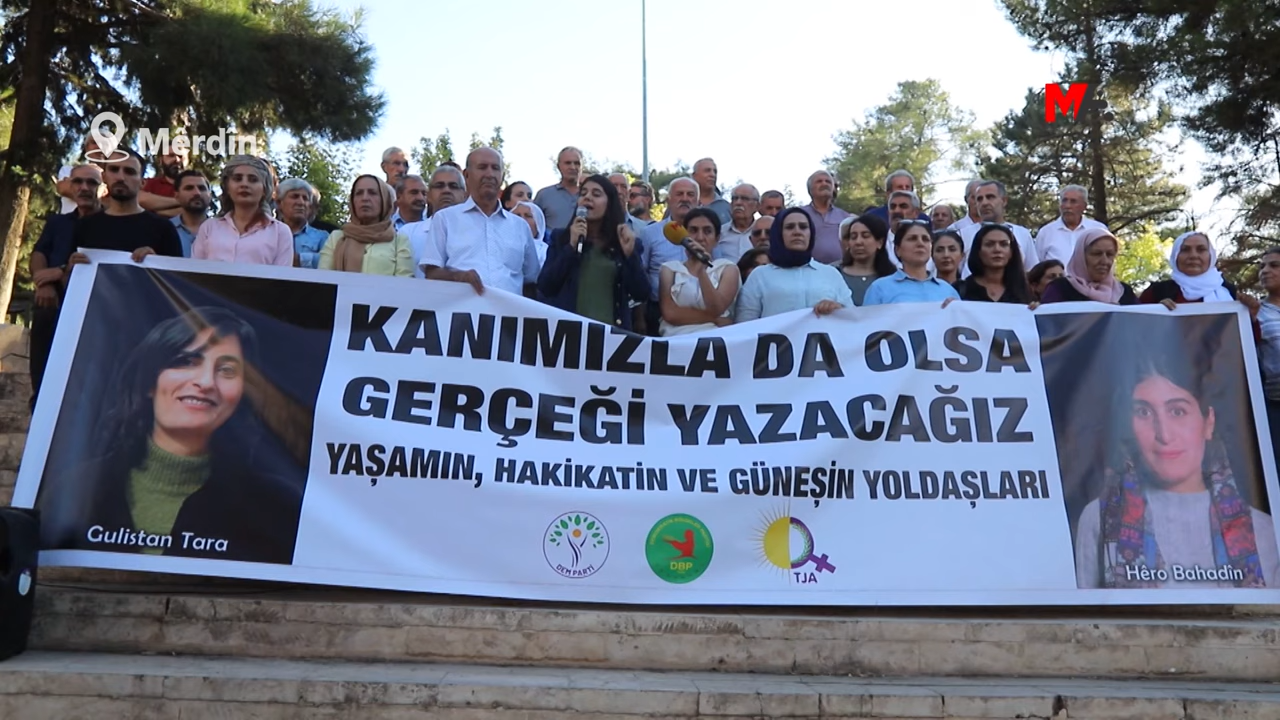 Mêrdîn
M
KANIMIZLA DA OLSA
GERÇEĞİ YAZACAĞIZ
YAŞAMIN, HAKİKATİN VE GÜNEŞİN YOLDAŞLARI
Gulistan Tara
DEM PARTİ
DBP
TJA
Hêro Bahadîn